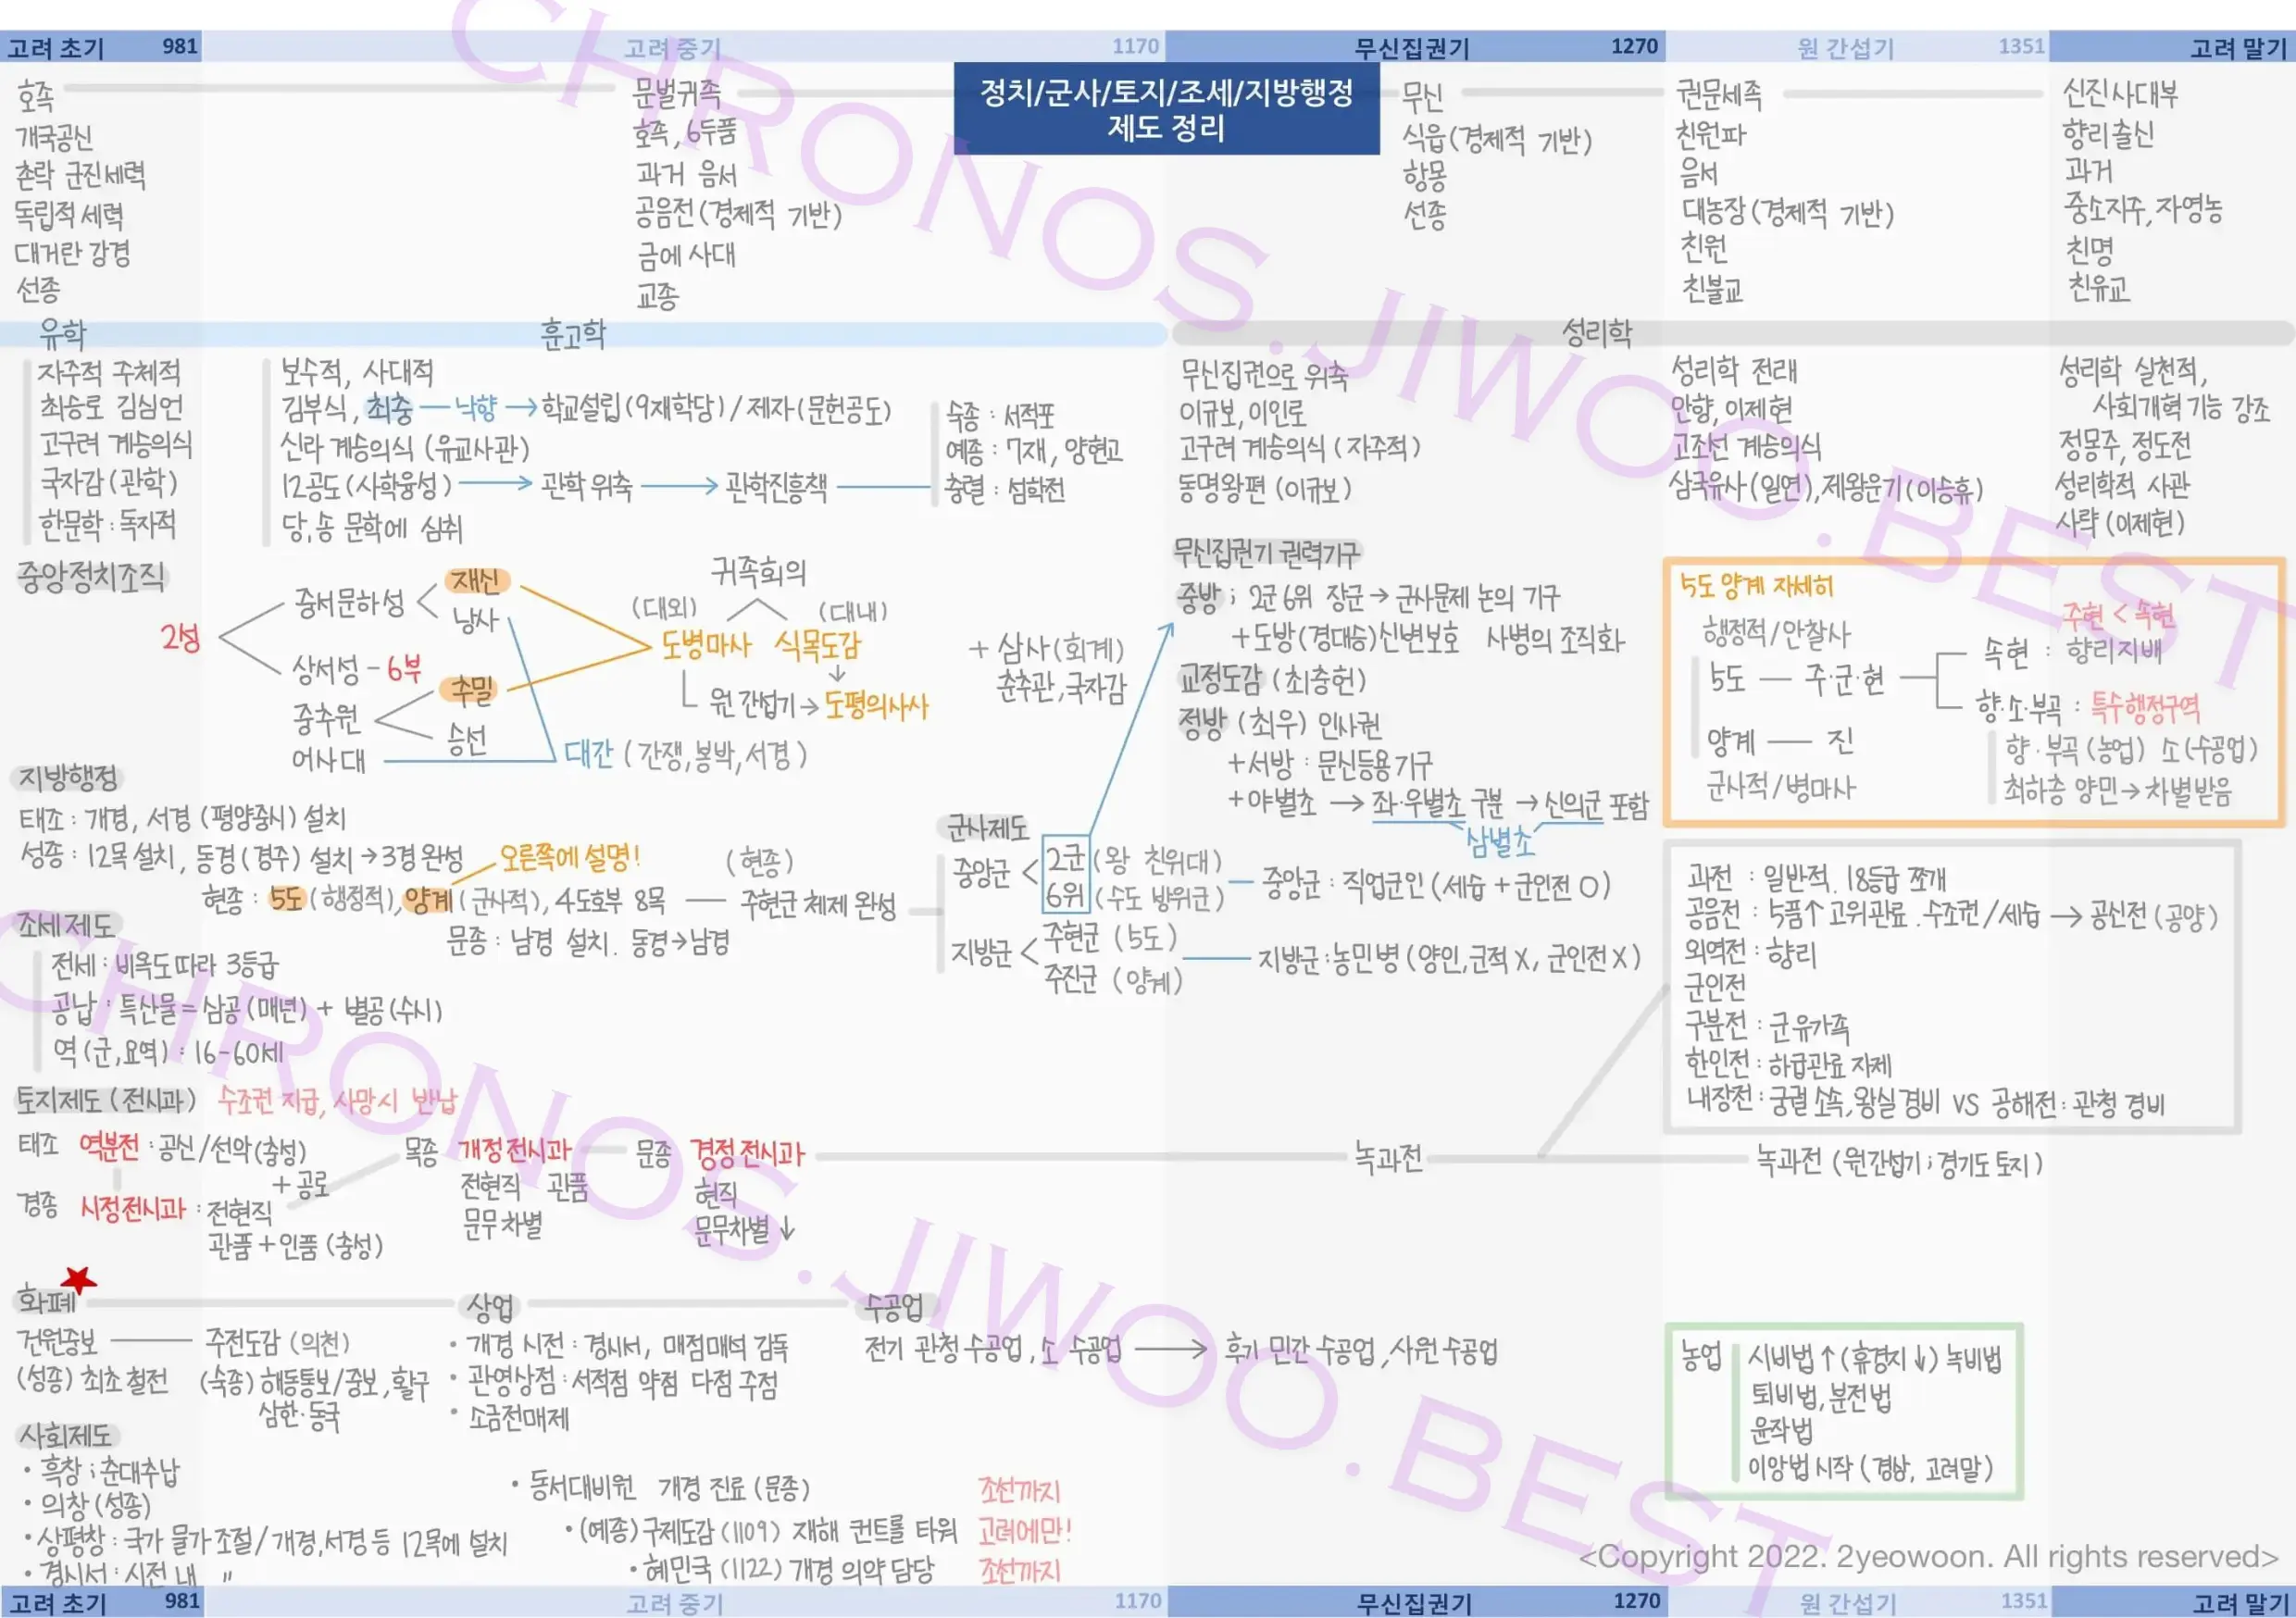 고려 초기 981 고려 중기 1170 무신집권기 1270 원 간섭기 1351 고려 말기
정치/군사/토지/조세/지방행정
제도 정리
호족
개국공신
촌락 군진세력
독립적 세력
대거란 강경
선종
문벌귀족
호족, 6두품
과거 음서
공음전(경제적 기반)
금에 사대
교종
무신
식읍(경제적 기반)
항몽
선종
권문세족
친원파
음서
대농장(경제적 기반)
친원
친불교
신진사대부
향리출신
과거
중소지주, 자영농
친명
친유교
유학 훈고학 성리학
자주적 주체적
최승로 김심언
고구려 계승의식
국자감(관학)
한문학 : 독자적
보수적, 사대적
김부식, 최충 → 낙향 → 학교설립(9재학당) / 제자(문헌공도)
신라 계승의식 (유교사관)
12공도(사학융성) → 관학 위축 → 관학진흥책
당,송 문학에 심취
숙종 : 서적포
예종 : 7재, 양현고
충렬 : 섬학전
무신집권으로 위축
이규보, 이인로
고구려 계승의식 (자주적)
동명왕편 (이규보)
성리학 전래
안향, 이제현
고조선 계승의식
삼국유사(일연), 제왕운기(이승휴)
성리학 실천적,
사회개혁 기능 강조
정몽주, 정도전
성리학적 사관
사략 (이제현)
중앙정치조직
2성
중서문하성 < 재신
낭사
상서성 - 6부
중추원 < 추밀
승선
어사대
대간 (간쟁, 봉박, 서경)
귀족회의
(대외) (대내)
도병마사 식목도감
↓
원 간섭기 → 도평의사사
+ 삼사(회계)
춘추관, 국자감
무신집권기 권력기구
중방 ; 2군 6위 장군 → 군사문제 논의 기구
+도방(경대승)신변보호 사병의 조직화
교정도감 (최충헌)
정방 (최우) 인사권
+서방 : 문신등용기구
+야별초 → 좌·우별초 구분 → 신의군 포함
삼별초
5도 양계 자세히
행정적/안찰사
5도 — 주·군·현
양계 — 진
군사적/병마사
주현 < 속현
속현 : 향리지배
향·소·부곡 : 특수행정구역
향·부곡(농업) 소(수공업)
최하층 양민 → 차별받음
지방행정
태조 : 개경, 서경 (평양중시) 설치
성종 : 12목 설치, 동경(경주) 설치 → 3경 완성
오른쪽에 설명!
현종 : 5도(행정적), 양계(군사적), 4도호부 8목 — 주현군 체제 완성
(현종)
문종 : 남경 설치. 동경→남경
군사제도
중앙군 < 2군 (왕 친위대)
6위 (수도 방위군)
중앙군 : 직업군인 (세습 + 군인전 O)
지방군 < 주현군 (5도)
주진군 (양계)
지방군 : 농민병 (양인, 군적 X, 군인전 X)
조세제도
전세 : 비옥도따라 3등급
공납 : 특산물 = 상공(매년) + 별공(수시)
역 (군, 요역) : 16-60세
과전 : 일반적. 18등급 쪼개
공음전 : 5품↑ 고위관료. 수조권/세습 → 공신전 (공양)
외역전 : 향리
군인전
구분전 : 군 유가족
한인전 : 하급관료 자제
내장전 : 궁궐 소속, 왕실 경비 VS 공해전 : 관청 경비
토지제도 (전시과) 수조권 지급, 사망시 반납
태조 역분전 : 공신/선악(충성)
+ 공로
경종 시정전시과 : 전현직
관품 + 인품 (충성)
목종 개정전시과
전현직 관품
문무 차별
문종 경정전시과
현직
문무차별 ↓
녹과전
녹과전 (원간섭기 ; 경기도 토지)
화폐
건원중보 — 주전도감 (의천)
(성종) 최초 철전 (숙종) 해동통보/중보, 활구
삼한·동국
상업
· 개경 시전 : 경시서, 매점매석 감독
· 관영상점 : 서적점 약점 다점 주점
· 소금전매제
수공업
전기 관청 수공업, 소 수공업 → 후기 민간 수공업, 사원 수공업
농업
시비법↑(휴경지↓) 녹비법
퇴비법, 분전법
윤작법
이앙법 시작 (경상, 고려말)
사회제도
· 흑창 ; 춘대추납
· 의창 (성종)
· 상평창 : 국가 물가 조절 / 개경, 서경 등 12목에 설치
· 경시서 : 시전 내 〃
· 동서대비원 개경 진료 (문종) 조선까지
· (예종) 구제도감 (1109) 재해 컨트롤 타워 고려에만!
· 혜민국 (1122) 개경 의약 담당 조선까지
<Copyright 2022. 2yeowoon. All rights reserved>
고려 초기 981 고려 중기 1170 무신집권기 1270 원 간섭기 1351 고려 말기
CHRONOS.JIWOO.BEST
CHRONOS.JIWOO.BEST